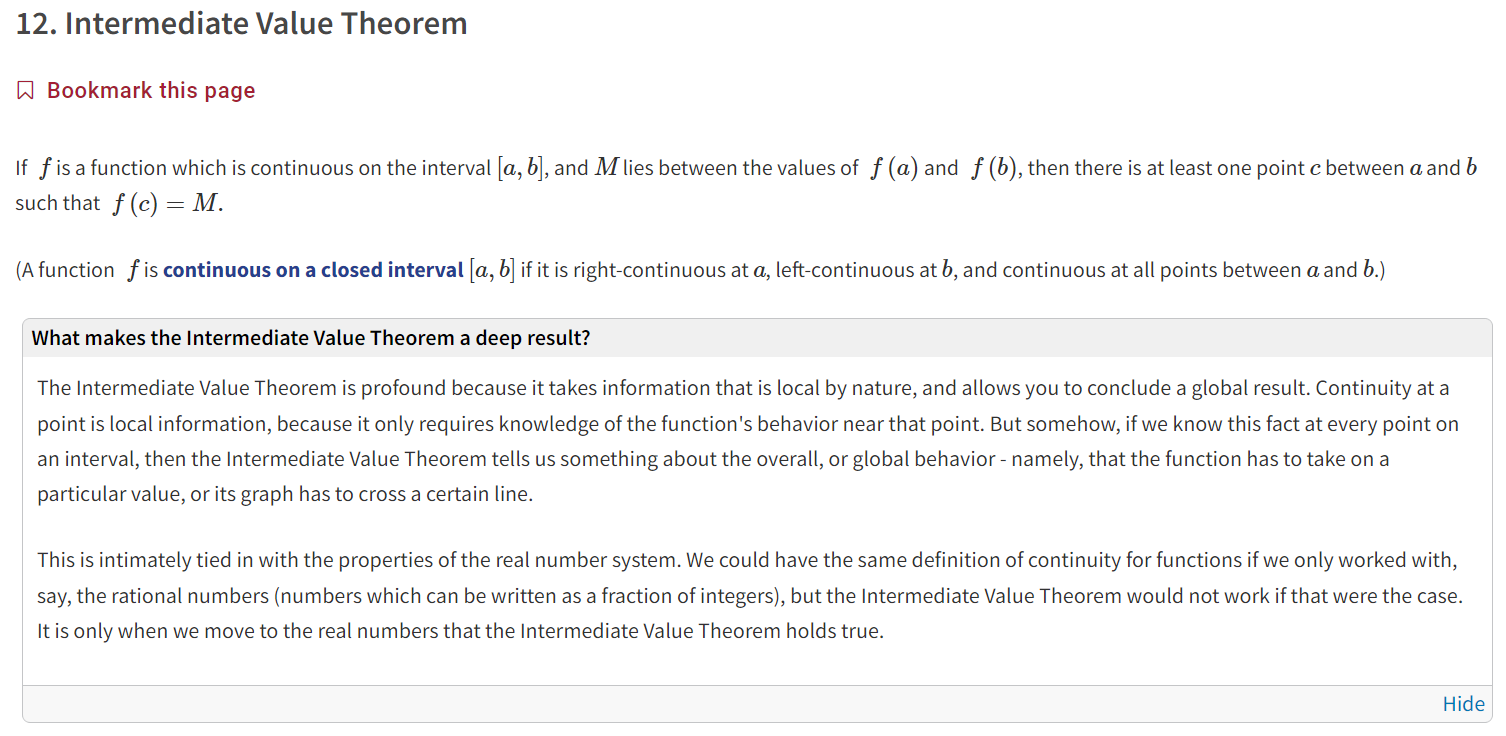 12. Intermediate Value Theorem
Bookmark this page
If f is a function which is continuous on the interval [a, b], and M lies between the values of f (a) and f (b), then there is at least one point c between a and b
such that f (c) = M.
(A function f is continuous on a closed interval [a, b] if it is right-continuous at a, left-continuous at b, and continuous at all points between a and b.)
What makes the Intermediate Value Theorem a deep result?
The Intermediate Value Theorem is profound because it takes information that is local by nature, and allows you to conclude a global result. Continuity at a
point is local information, because it only requires knowledge of the function's behavior near that point. But somehow, if we know this fact at every point on
an interval, then the Intermediate Value Theorem tells us something about the overall, or global behavior - namely, that the function has to take on a
particular value, or its graph has to cross a certain line.
This is intimately tied in with the properties of the real number system. We could have the same definition of continuity for functions if we only worked with,
say, the rational numbers (numbers which can be written as a fraction of integers), but the Intermediate Value Theorem would not work if that were the case.
It is only when we move to the real numbers that the Intermediate Value Theorem holds true.
Hide